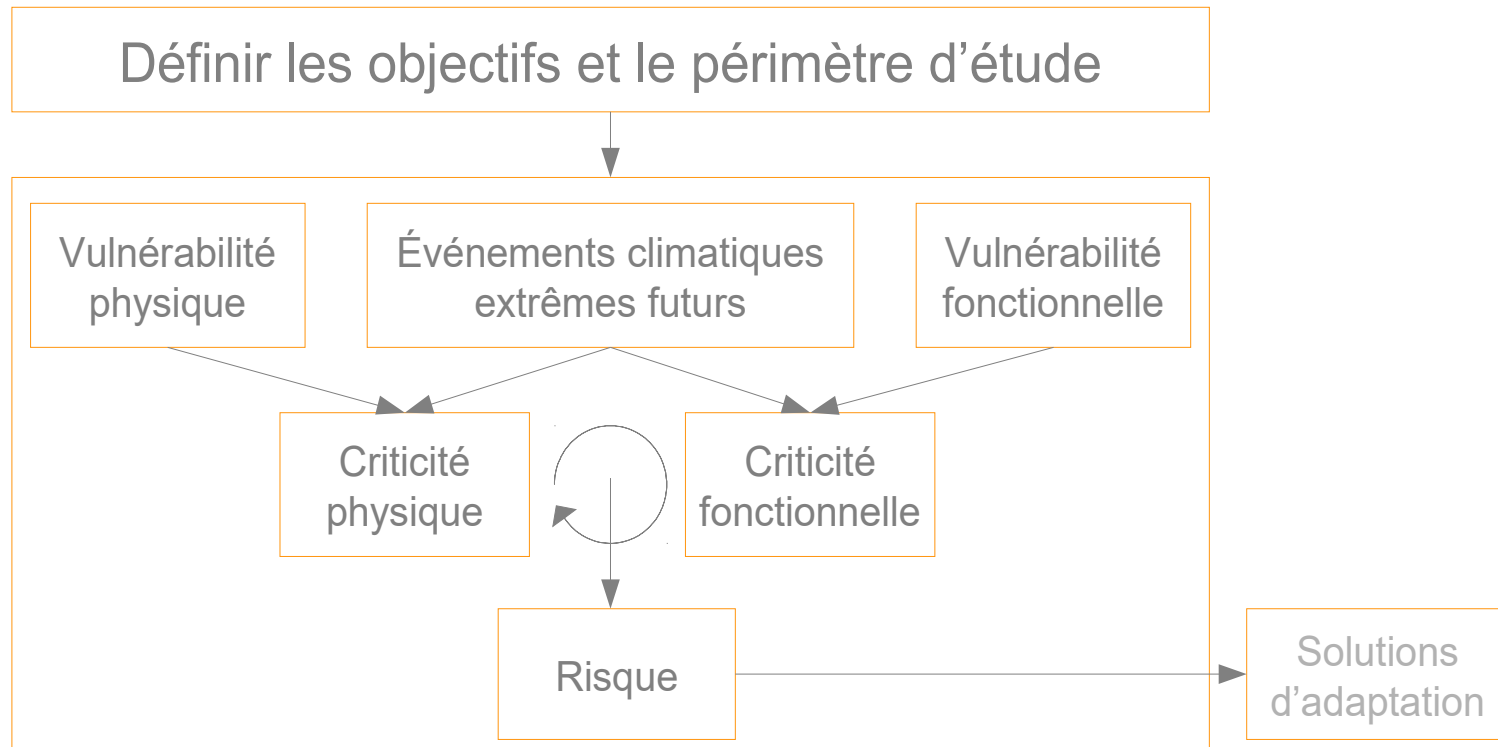 Définir les objectifs et le périmètre d’étude
Vulnérabilité
physique
Événements climatiques
extrêmes futurs
Vulnérabilité
fonctionnelle
Criticité
physique
Criticité
fonctionnelle
Risque
Solutions
d’adaptation